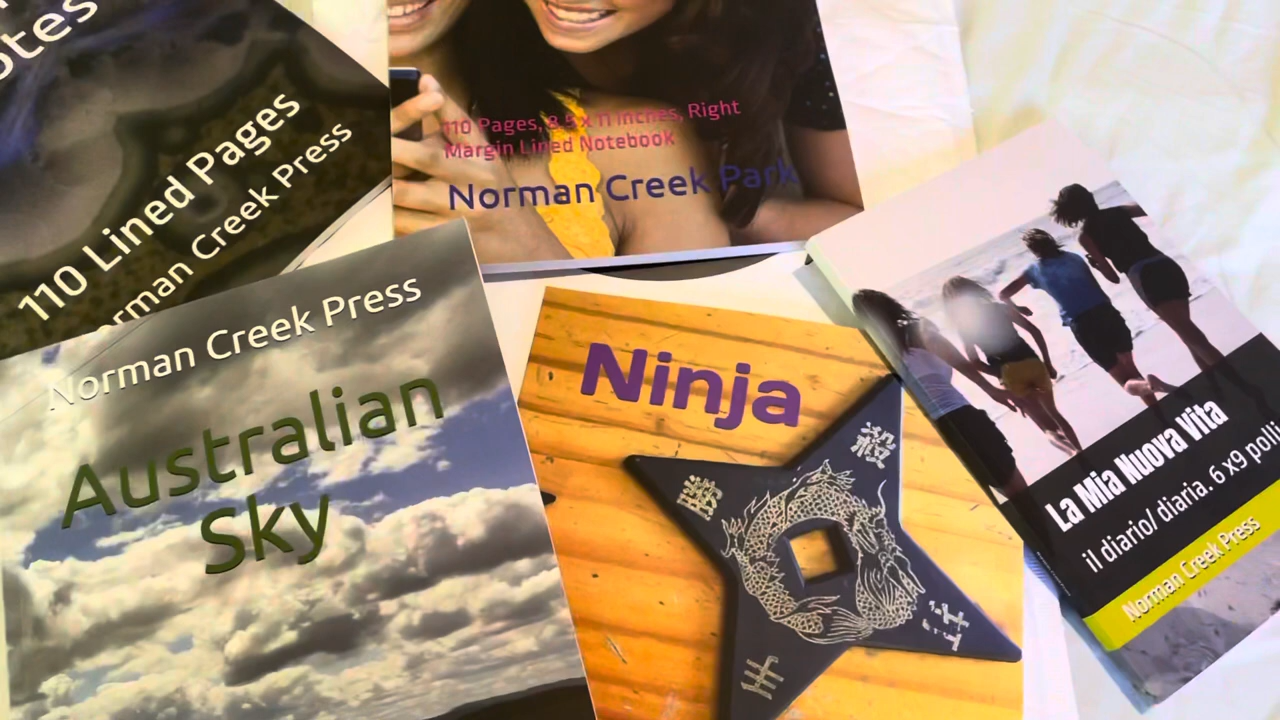 otes
110 Lined Pages
rman Creek Press
110 Pages, 8.5 x 11 Inches, Right
Margin Lined Notebook
Norman Creek Park
Norman Creek Press
Australian
Sky
Ninja
殺
勝
La Mia Nuova Vita
il diario/ diaria. 6 x9 polli
Norman Creek Press